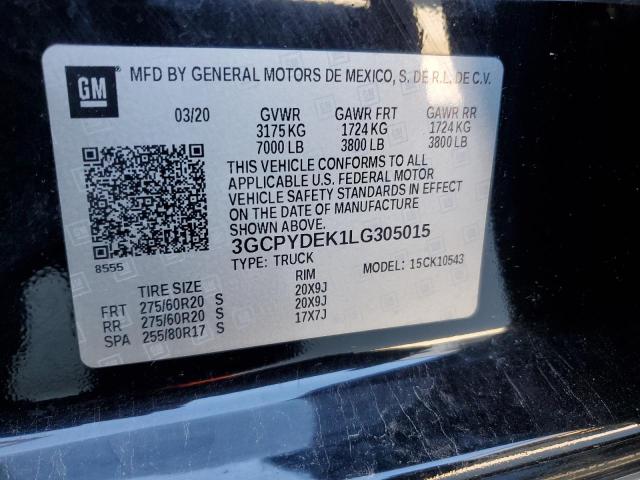 GM
MFD BY GENERAL MOTORS DE MEXICO, S. DE R.L. DE C.V.
03/20 GVWR GAWR FRT GAWR RR
3175 KG 1724 KG 1724 KG
7000 LB 3800 LB 3800 LB
THIS VEHICLE CONFORMS TO ALL
APPLICABLE U.S. FEDERAL MOTOR
VEHICLE SAFETY STANDARDS IN EFFECT
ON THE DATE OF MANUFACTURE
SHOWN ABOVE.
3GCPYDEK1LG305015
8555
TYPE: TRUCK MODEL: 15CK10543
TIRE SIZE RIM
FRT 275/60R20 S 20X9J
RR 275/60R20 S 20X9J
SPA 255/80R17 S 17X7J